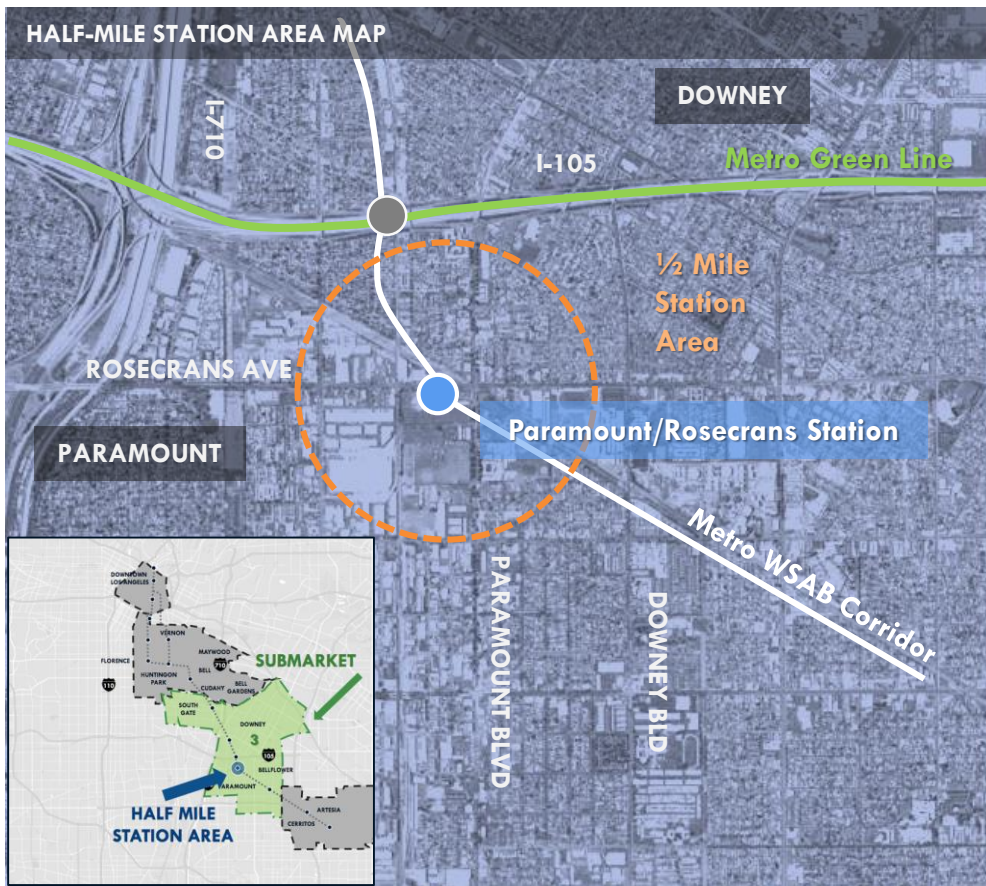 HALF-MILE STATION AREA MAP
DOWNEY
I-710
I-105
Metro Green Line
½ Mile
Station
Area
ROSECRANS AVE
Paramount/Rosecrans Station
PARAMOUNT
Metro WSAB Corridor
PARAMOUNT BLVD
DOWNEY BLD
DOWNTOWN
LOS ANGELES
VERNON
MAYWOOD
FLORENCE
BELL
710
110
HUNTINGON
PARK
CUDAHY
BELL
GARDENS
SUBMARKET
SOUTH
GATE
DOWNEY
3
105
BELLFLOWER
PARAMOUNT
HALF MILE
STATION AREA
ARTESIA
CERRITOS